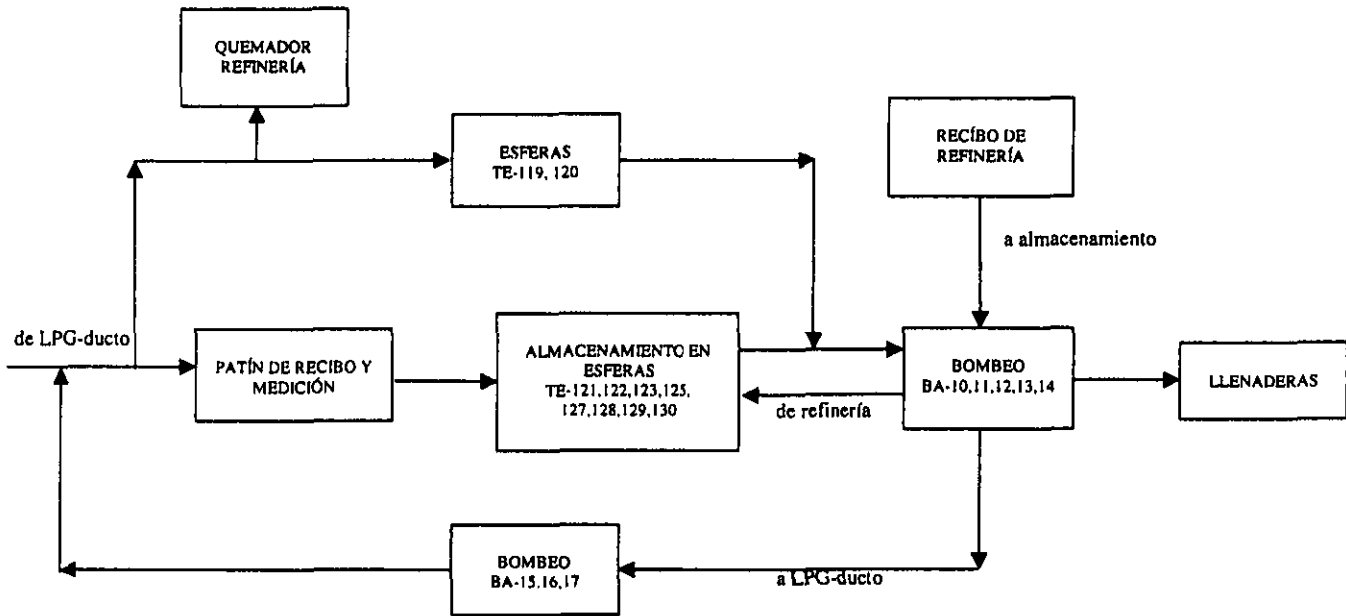 QUEMADOR
REFINERÍA
ESFERAS
TE-119, 120
RECÍBO DE
REFINERÍA
a almacenamiento
de LPG-ducto
PATÍN DE RECIBO Y
MEDICIÓN
ALMACENAMIENTO EN
ESFERAS
TE-121,122,123,125,
127,128,129,130
de refinería
BOMBEO
BA-10,11,12,13,14
LLENADERAS
BOMBEO
BA-15,16,17
a LPG-ducto